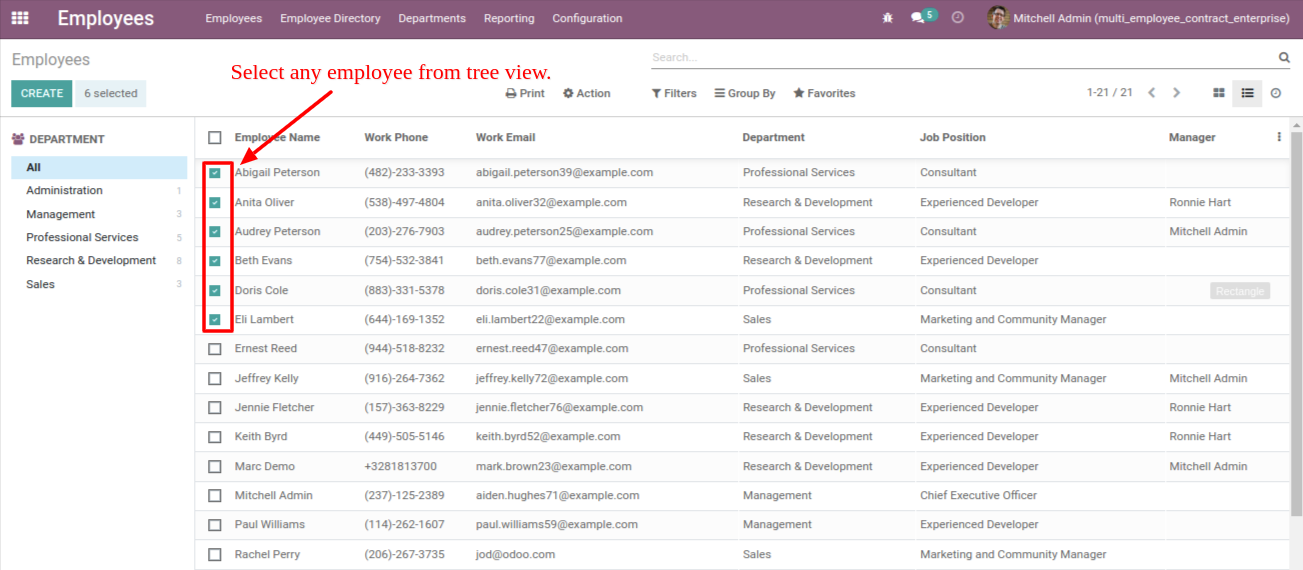 Employees Employees Employee Directory Departments Reporting Configuration 5 Mitchell Admin (multi_employee_contract_enterprise)
Employees Search...
Select any employee from tree view.
CREATE 6 selected Print Action Filters Group By Favorites 1-21 / 21
DEPARTMENT
All
Administration 1
Management 3
Professional Services 5
Research & Development 8
Sales 3
Employee Name Work Phone Work Email Department Job Position Manager
Abigail Peterson (482)-233-3393 abigail.peterson39@example.com Professional Services Consultant
Anita Oliver (538)-497-4804 anita.oliver32@example.com Research & Development Experienced Developer Ronnie Hart
Audrey Peterson (203)-276-7903 audrey.peterson25@example.com Professional Services Consultant Mitchell Admin
Beth Evans (754)-532-3841 beth.evans77@example.com Research & Development Experienced Developer
Doris Cole (883)-331-5378 doris.cole31@example.com Professional Services Consultant Rectangle
Eli Lambert (644)-169-1352 eli.lambert22@example.com Sales Marketing and Community Manager
Ernest Reed (944)-518-8232 ernest.reed47@example.com Professional Services Consultant
Jeffrey Kelly (916)-264-7362 jeffrey.kelly72@example.com Sales Marketing and Community Manager Mitchell Admin
Jennie Fletcher (157)-363-8229 jennie.fletcher76@example.com Research & Development Experienced Developer Ronnie Hart
Keith Byrd (449)-505-5146 keith.byrd52@example.com Research & Development Experienced Developer Ronnie Hart
Marc Demo +3281813700 mark.brown23@example.com Research & Development Experienced Developer Mitchell Admin
Mitchell Admin (237)-125-2389 aiden.hughes71@example.com Management Chief Executive Officer
Paul Williams (114)-262-1607 paul.williams59@example.com Management Experienced Developer
Rachel Perry (206)-267-3735 jod@odoo.com Sales Marketing and Community Manager